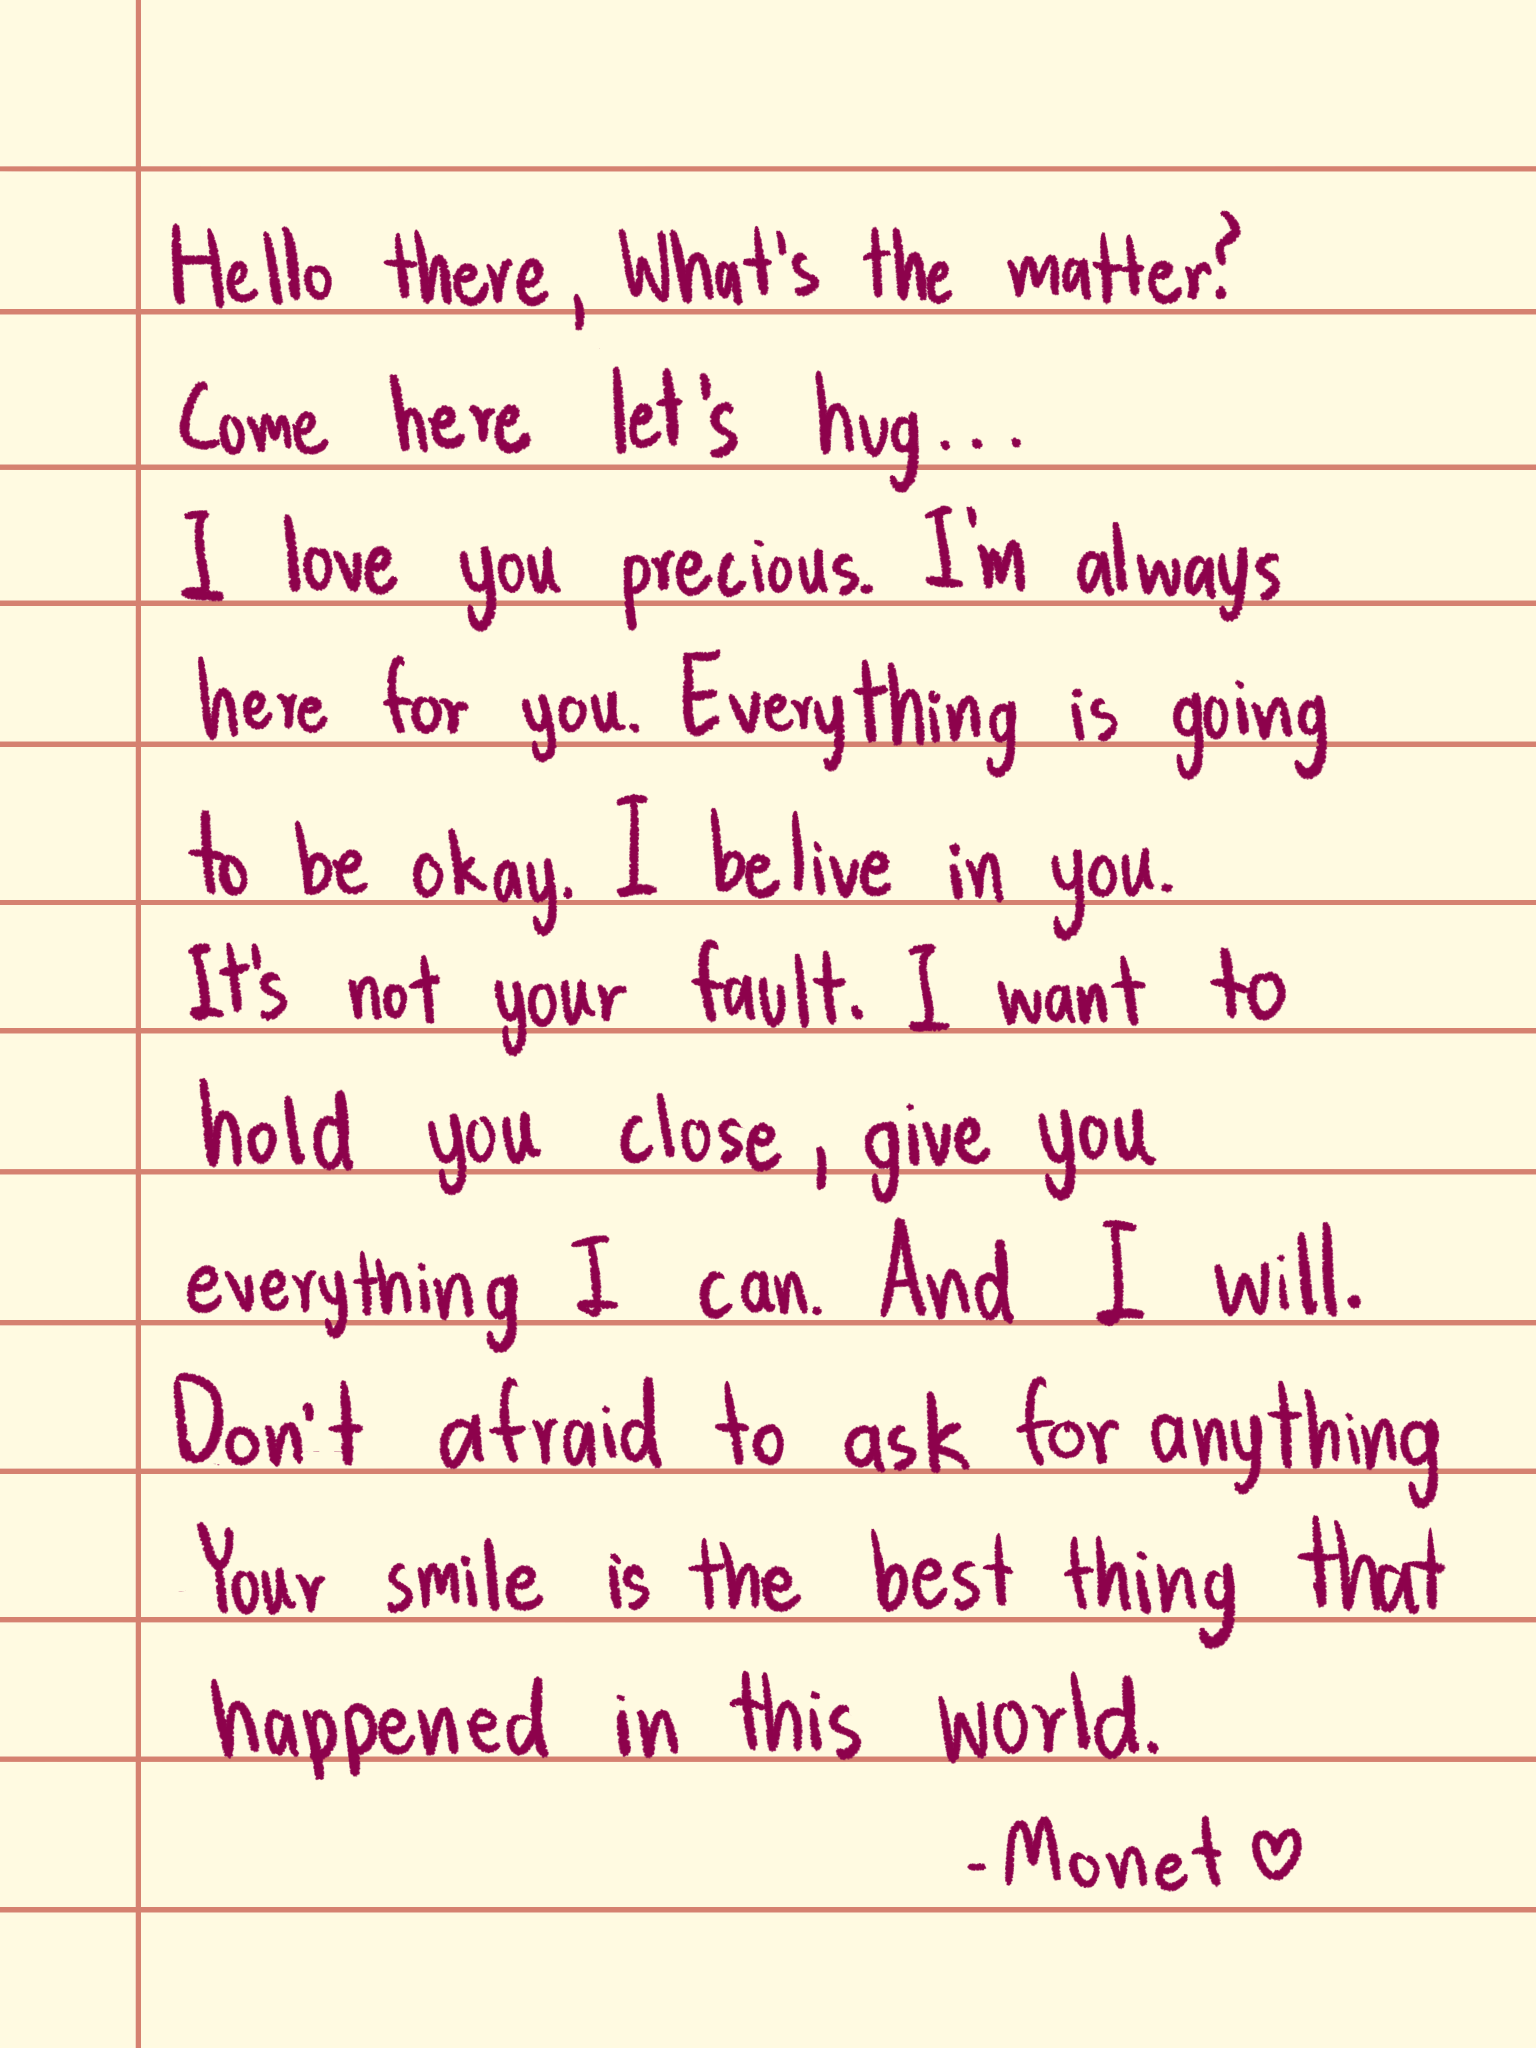 Hello there, What's the matter?
Come here let's hug...
I love you precious. I'm always
here for you. Everything is going
to be okay. I belive in you.
It's not your fault. I want to
hold you close, give you
everything I can. And I will.
Don't afraid to ask for anything
Your smile is the best thing that
happened in this world.
-Monet ♡